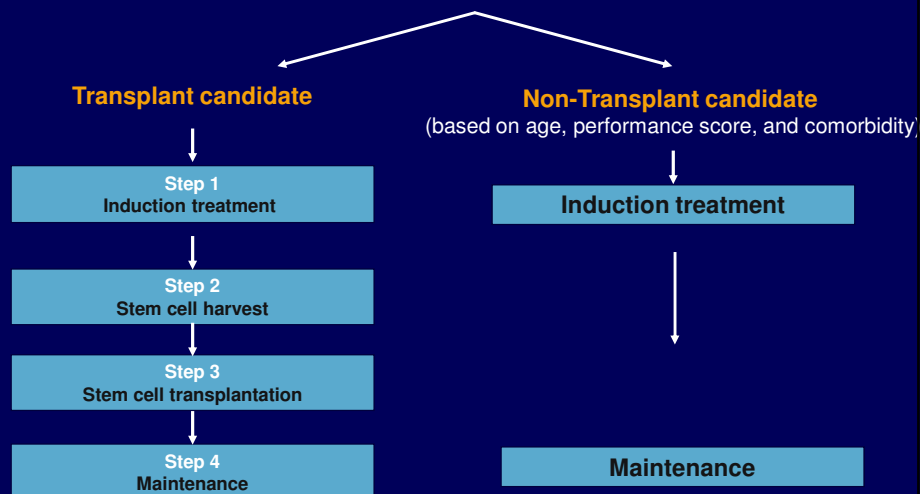 Transplant candidate
Step 1
Induction treatment
Step 2
Stem cell harvest
Step 3
Stem cell transplantation
Step 4
Maintenance
Non-Transplant candidate
(based on age, performance score, and comorbidity)
Induction treatment
Maintenance